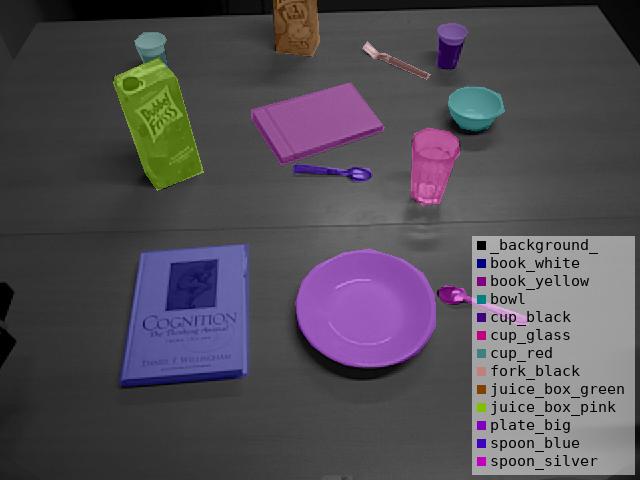 COGNITION
The Thinking Animal
DANIEL T. WILLINGHAM
_background_
book_white
book_yellow
bowl
cup_black
cup_glass
cup_red
fork_black
juice_box_green
juice_box_pink
plate_big
spoon_blue
spoon_silver